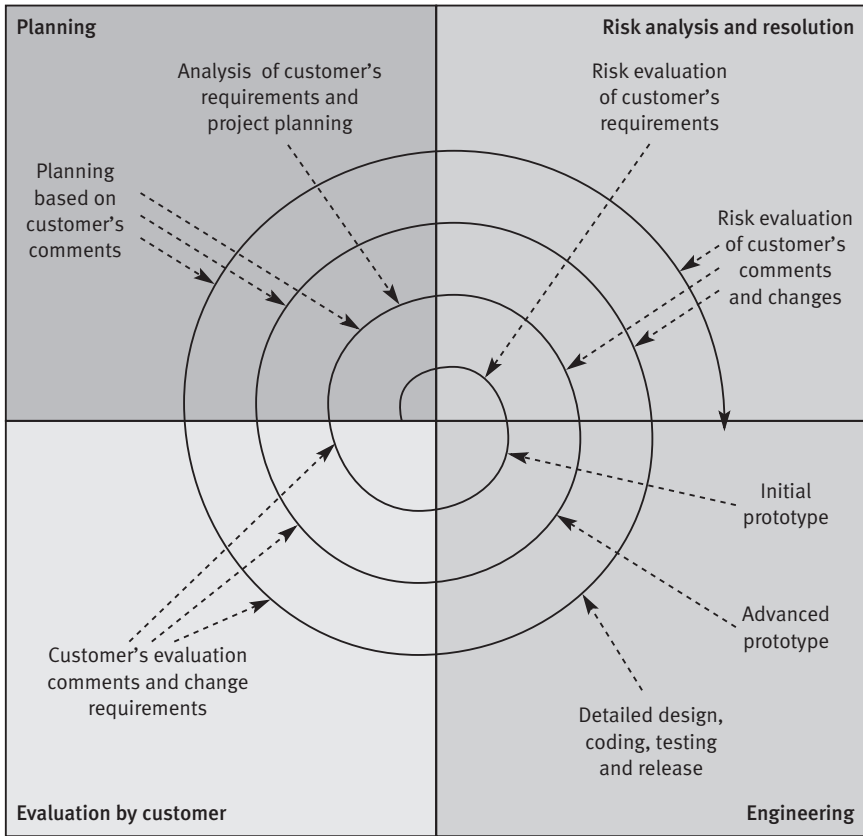 Planning
Risk analysis and resolution
Analysis of customer's
requirements and
project planning
Risk evaluation
of customer's
requirements
Planning
based on
customer's
comments
Risk evaluation
of customer's
comments
and changes
Initial
prototype
Advanced
prototype
Customer's evaluation
comments and change
requirements
Detailed design,
coding, testing
and release
Evaluation by customer
Engineering